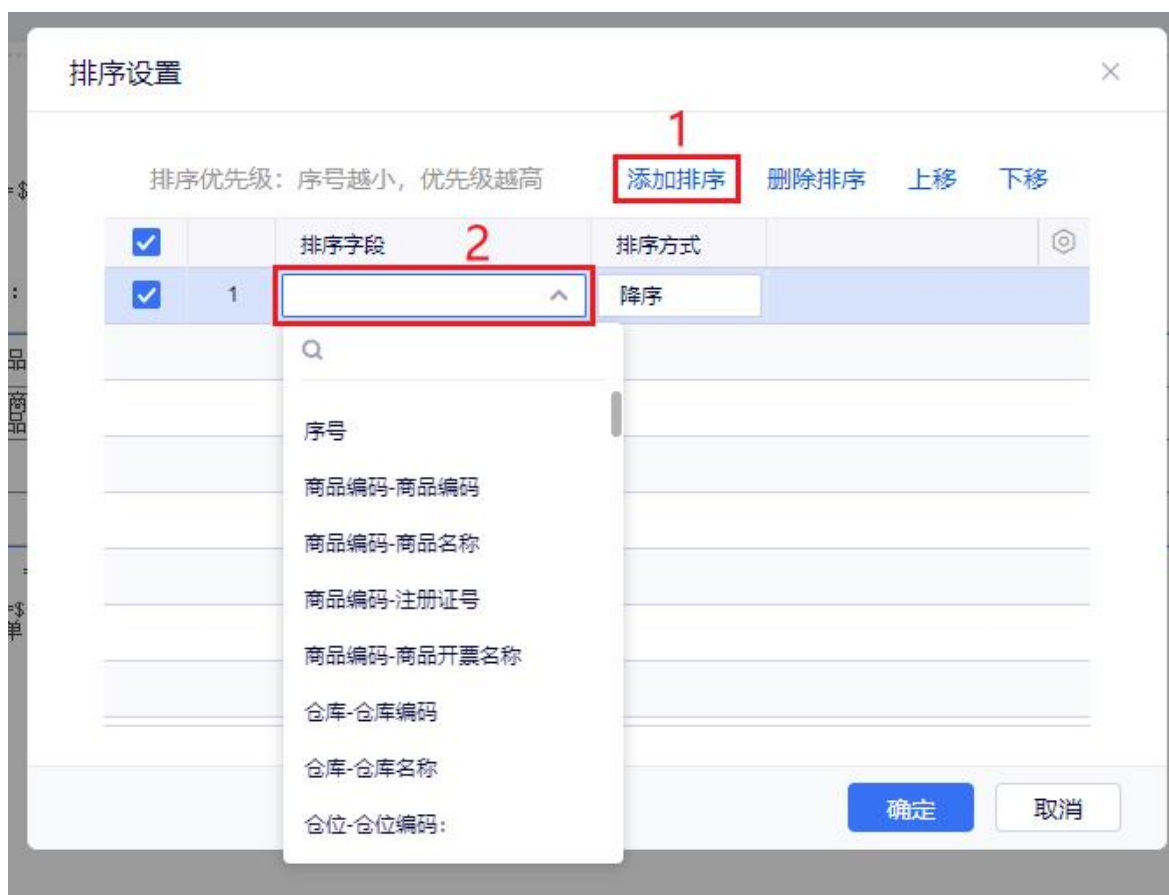 排序设置
1
排序优先级：序号越小，优先级越高 添加排序 删除排序 上移 下移
=$
排序字段 2 排序方式
: 1 降序
品
商
品
序号
商品编码-商品编码
商品编码-商品名称
=
商品编码-注册证号
=$
单
商品编码-商品开票名称
仓库-仓库编码
仓库-仓库名称
仓位-仓位编码：
确定 取消